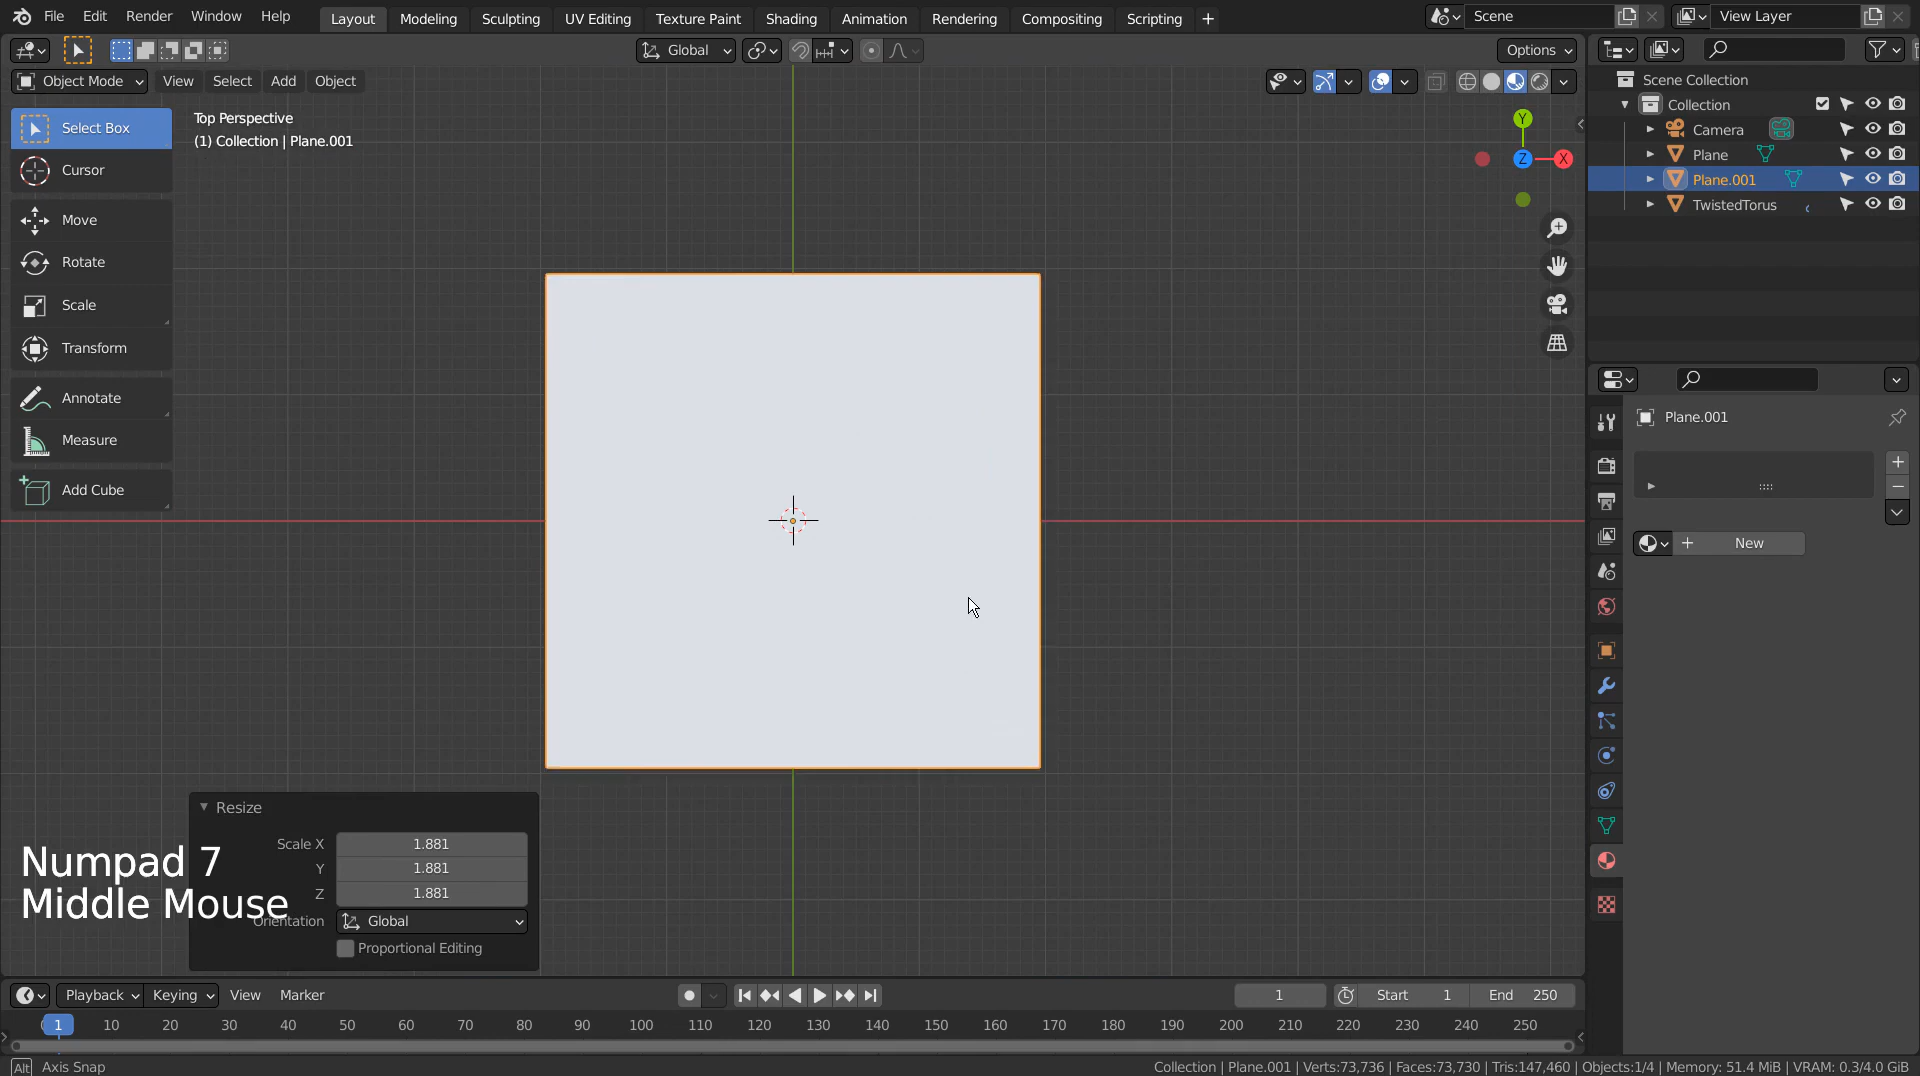 File Edit Render Window Help
Layout Modeling Sculpting UV Editing Texture Paint Shading Animation Rendering Compositing Scripting +
Scene
View Layer
Global
Options
Object Mode View Select Add Object
Select Box
Cursor
Move
Rotate
Scale
Transform
Annotate
Measure
Add Cube
Top Perspective
(1) Collection | Plane.001
Y
Z
X
Scene Collection
Collection
Camera
Plane
Plane.001
TwistedTorus
Plane.001
New
Resize
Scale X 1.881
Y 1.881
Z 1.881
Orientation Global
Proportional Editing
Numpad 7
Middle Mouse
Playback Keying View Marker
1
Start 1
End 250
1 10 20 30 40 50 60 70 80 90 100 110 120 130 140 150 160 170 180 190 200 210 220 230 240 250
Alt Axis Snap
Collection | Plane.001 | Verts:73,736 | Faces:73,730 | Tris:147,460 | Objects:1/4 | Memory: 51.4 MiB | VRAM: 0.3/4.0 GiB